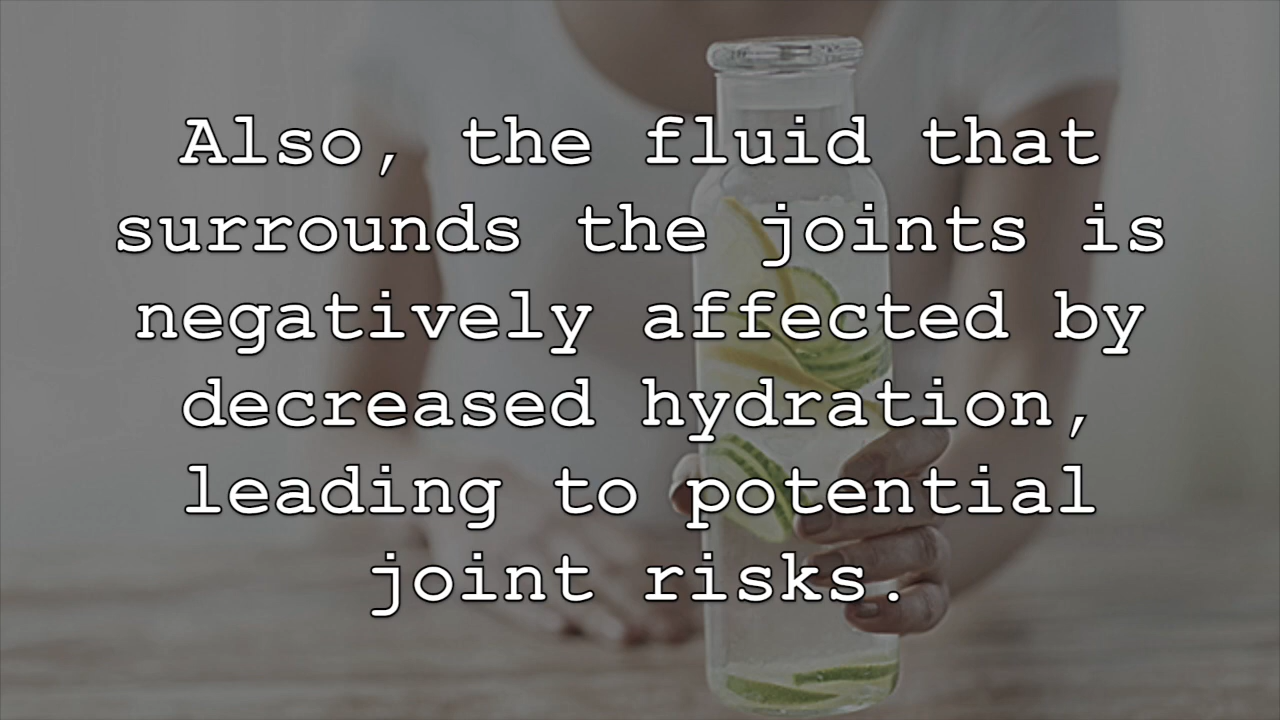 Also, the fluid that
surrounds the joints is
negatively affected by
decreased hydration,
leading to potential
joint risks.